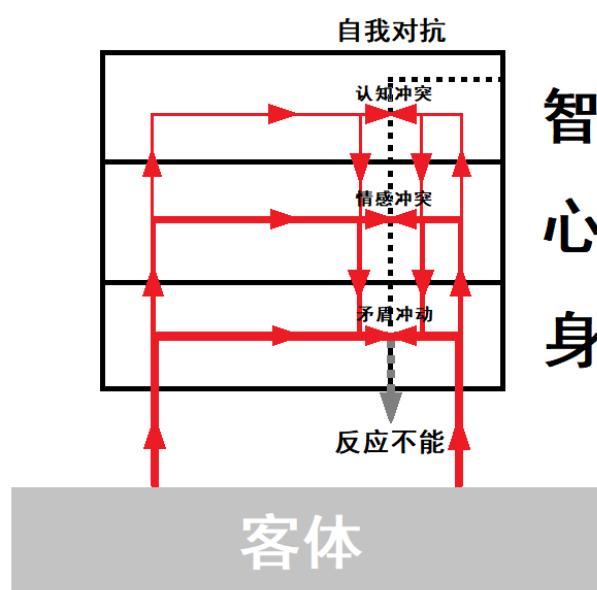 自我对抗
认知冲突
智
情感冲突
心
矛盾冲动
身
反应不能
客体